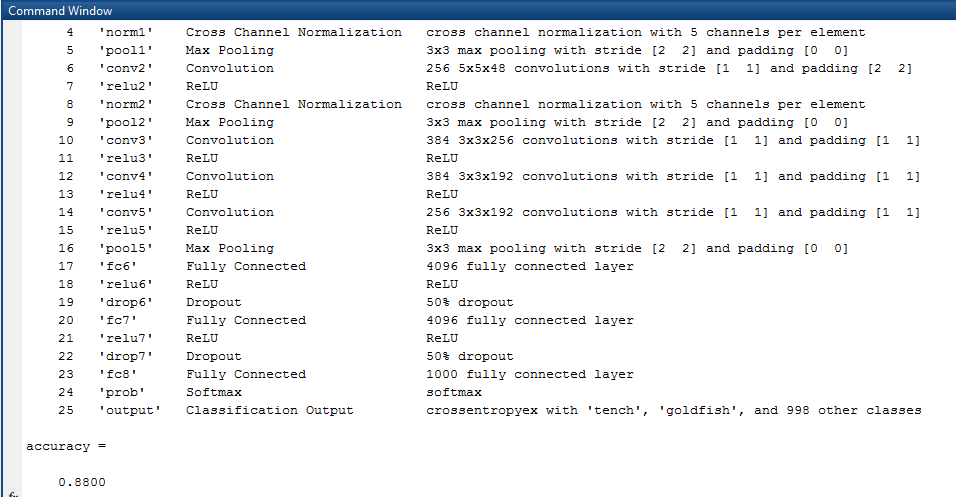 Command Window
4 'norm1' Cross Channel Normalization cross channel normalization with 5 channels per element
5 'pool1' Max Pooling 3x3 max pooling with stride [2 2] and padding [0 0]
6 'conv2' Convolution 256 5x5x48 convolutions with stride [1 1] and padding [2 2]
7 'relu2' ReLU ReLU
8 'norm2' Cross Channel Normalization cross channel normalization with 5 channels per element
9 'pool2' Max Pooling 3x3 max pooling with stride [2 2] and padding [0 0]
10 'conv3' Convolution 384 3x3x256 convolutions with stride [1 1] and padding [1 1]
11 'relu3' ReLU ReLU
12 'conv4' Convolution 384 3x3x192 convolutions with stride [1 1] and padding [1 1]
13 'relu4' ReLU ReLU
14 'conv5' Convolution 256 3x3x192 convolutions with stride [1 1] and padding [1 1]
15 'relu5' ReLU ReLU
16 'pool5' Max Pooling 3x3 max pooling with stride [2 2] and padding [0 0]
17 'fc6' Fully Connected 4096 fully connected layer
18 'relu6' ReLU ReLU
19 'drop6' Dropout 50% dropout
20 'fc7' Fully Connected 4096 fully connected layer
21 'relu7' ReLU ReLU
22 'drop7' Dropout 50% dropout
23 'fc8' Fully Connected 1000 fully connected layer
24 'prob' Softmax softmax
25 'output' Classification Output crossentropyex with 'tench', 'goldfish', and 998 other classes
accuracy =
0.8800